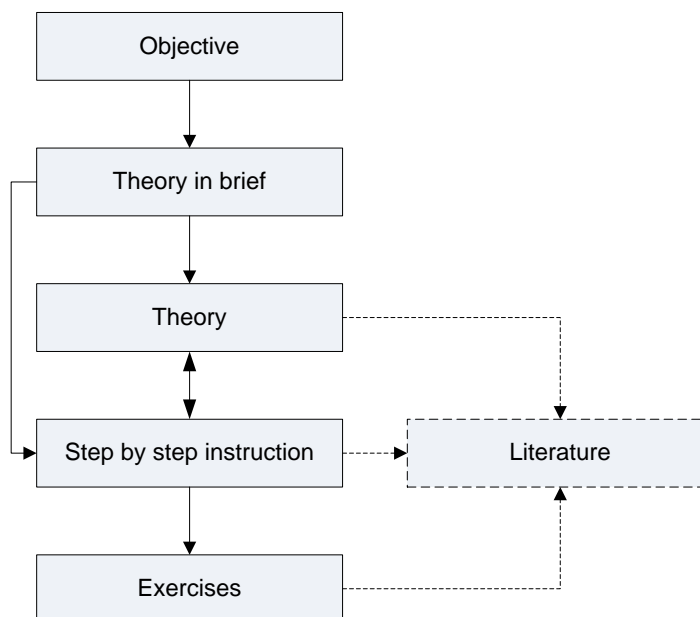 Objective
Theory in brief
Theory
Step by step instruction
Literature
Exercises